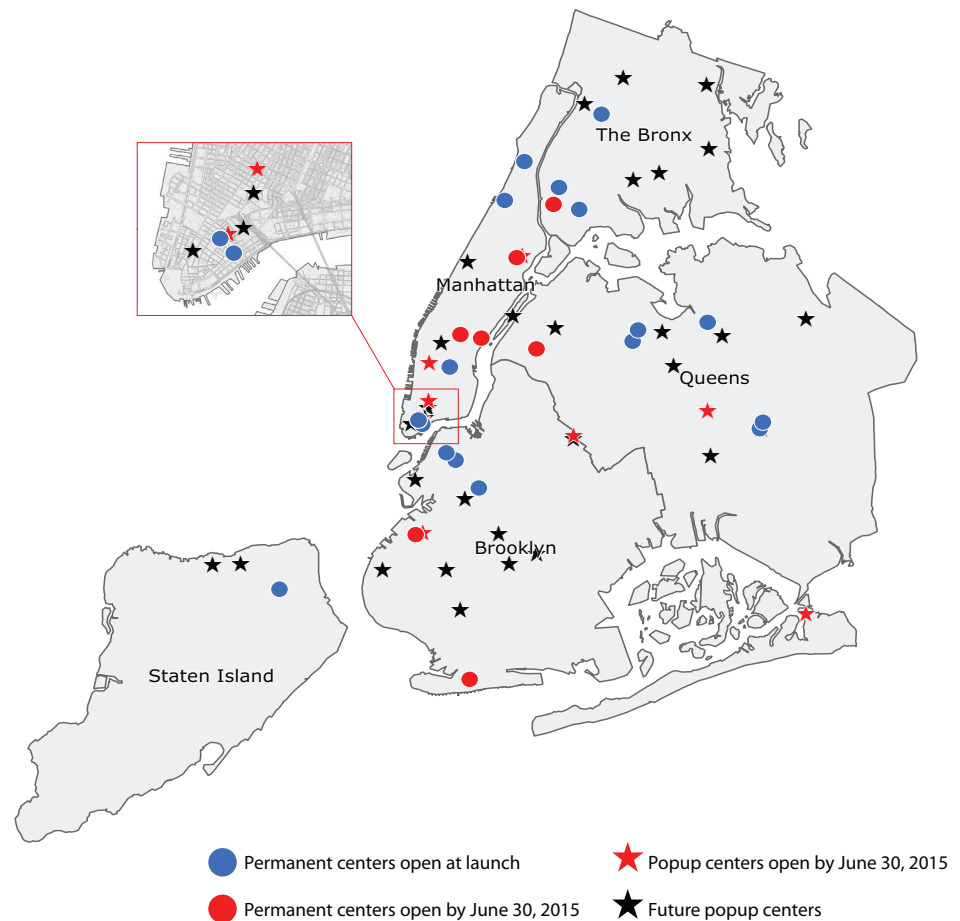 The Bronx
Manhattan
Queens
Brooklyn
Staten Island
Permanent centers open at launch
Popup centers open by June 30, 2015
Permanent centers open by June 30, 2015
Future popup centers